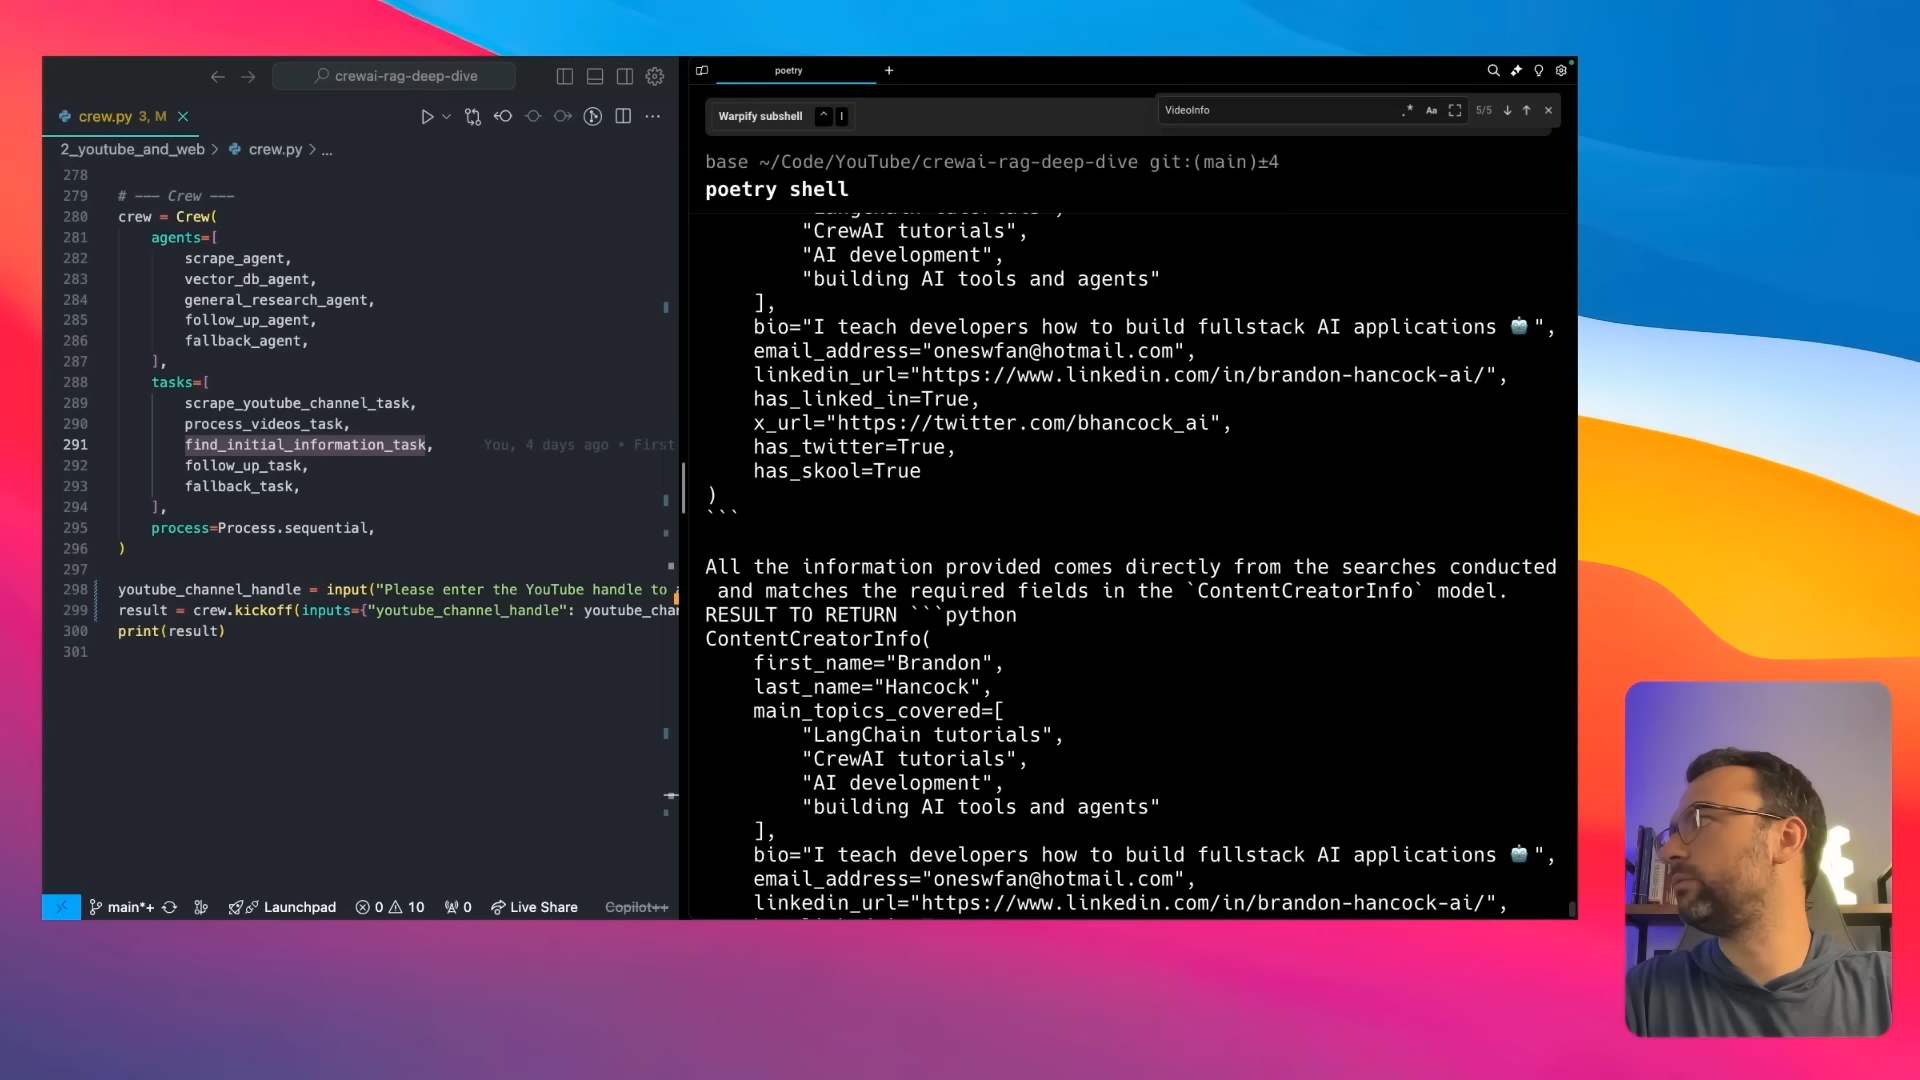 crewai-rag-deep-dive
crew.py 3, M
2_youtube_and_web > crew.py > ...
278
279 # --- Crew ---
280 crew = Crew(
281 agents=[
282 scrape_agent,
283 vector_db_agent,
284 general_research_agent,
285 follow_up_agent,
286 fallback_agent,
287 ],
288 tasks=[
289 scrape_youtube_channel_task,
290 process_videos_task,
291 find_initial_information_task, You, 4 days ago • First
292 follow_up_task,
293 fallback_task,
294 ],
295 process=Process.sequential,
296 )
297
298 youtube_channel_handle = input("Please enter the YouTube handle to
299 result = crew.kickoff(inputs={"youtube_channel_handle": youtube_cha
300 print(result)
301
main*+ Launchpad 0 10 0 Live Share Copilot++
poetry
Warpify subshell ^ I
VideoInfo .* Aa 5/5
base ~/Code/YouTube/crewai-rag-deep-dive git:(main)±4
poetry shell
"CrewAI tutorials",
"AI development",
"building AI tools and agents"
],
bio="I teach developers how to build fullstack AI applications 🤖",
email_address="oneswfan@hotmail.com",
linkedin_url="https://www.linkedin.com/in/brandon-hancock-ai/",
has_linked_in=True,
x_url="https://twitter.com/bhancock_ai",
has_twitter=True,
has_skool=True
)
```
All the information provided comes directly from the searches conducted
and matches the required fields in the `ContentCreatorInfo` model.
RESULT TO RETURN ```python
ContentCreatorInfo(
first_name="Brandon",
last_name="Hancock",
main_topics_covered=[
"LangChain tutorials",
"CrewAI tutorials",
"AI development",
"building AI tools and agents"
],
bio="I teach developers how to build fullstack AI applications 🤖",
email_address="oneswfan@hotmail.com",
linkedin_url="https://www.linkedin.com/in/brandon-hancock-ai/",